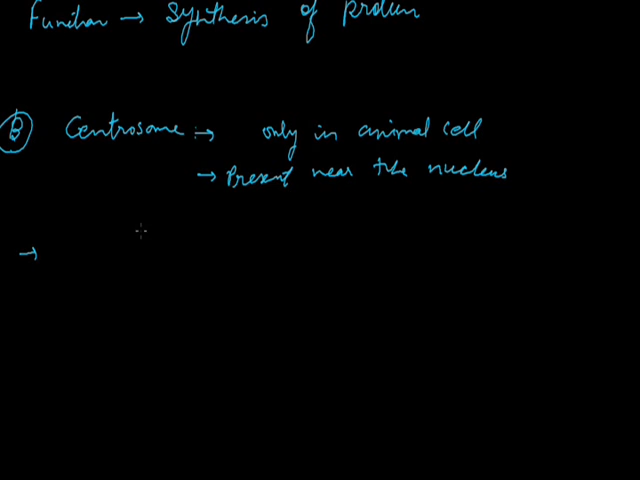 Function → Synthesis of protein
B Centrosome :→ only in animal cell
→ Present near the nucleus
→